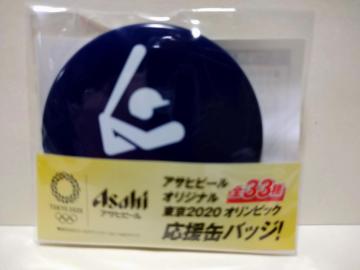 アサヒビール
オリジナル
東京2020 オリンピック
応援缶バッジ!
全33種
TOKYO 2020
Asahi
アサヒビール